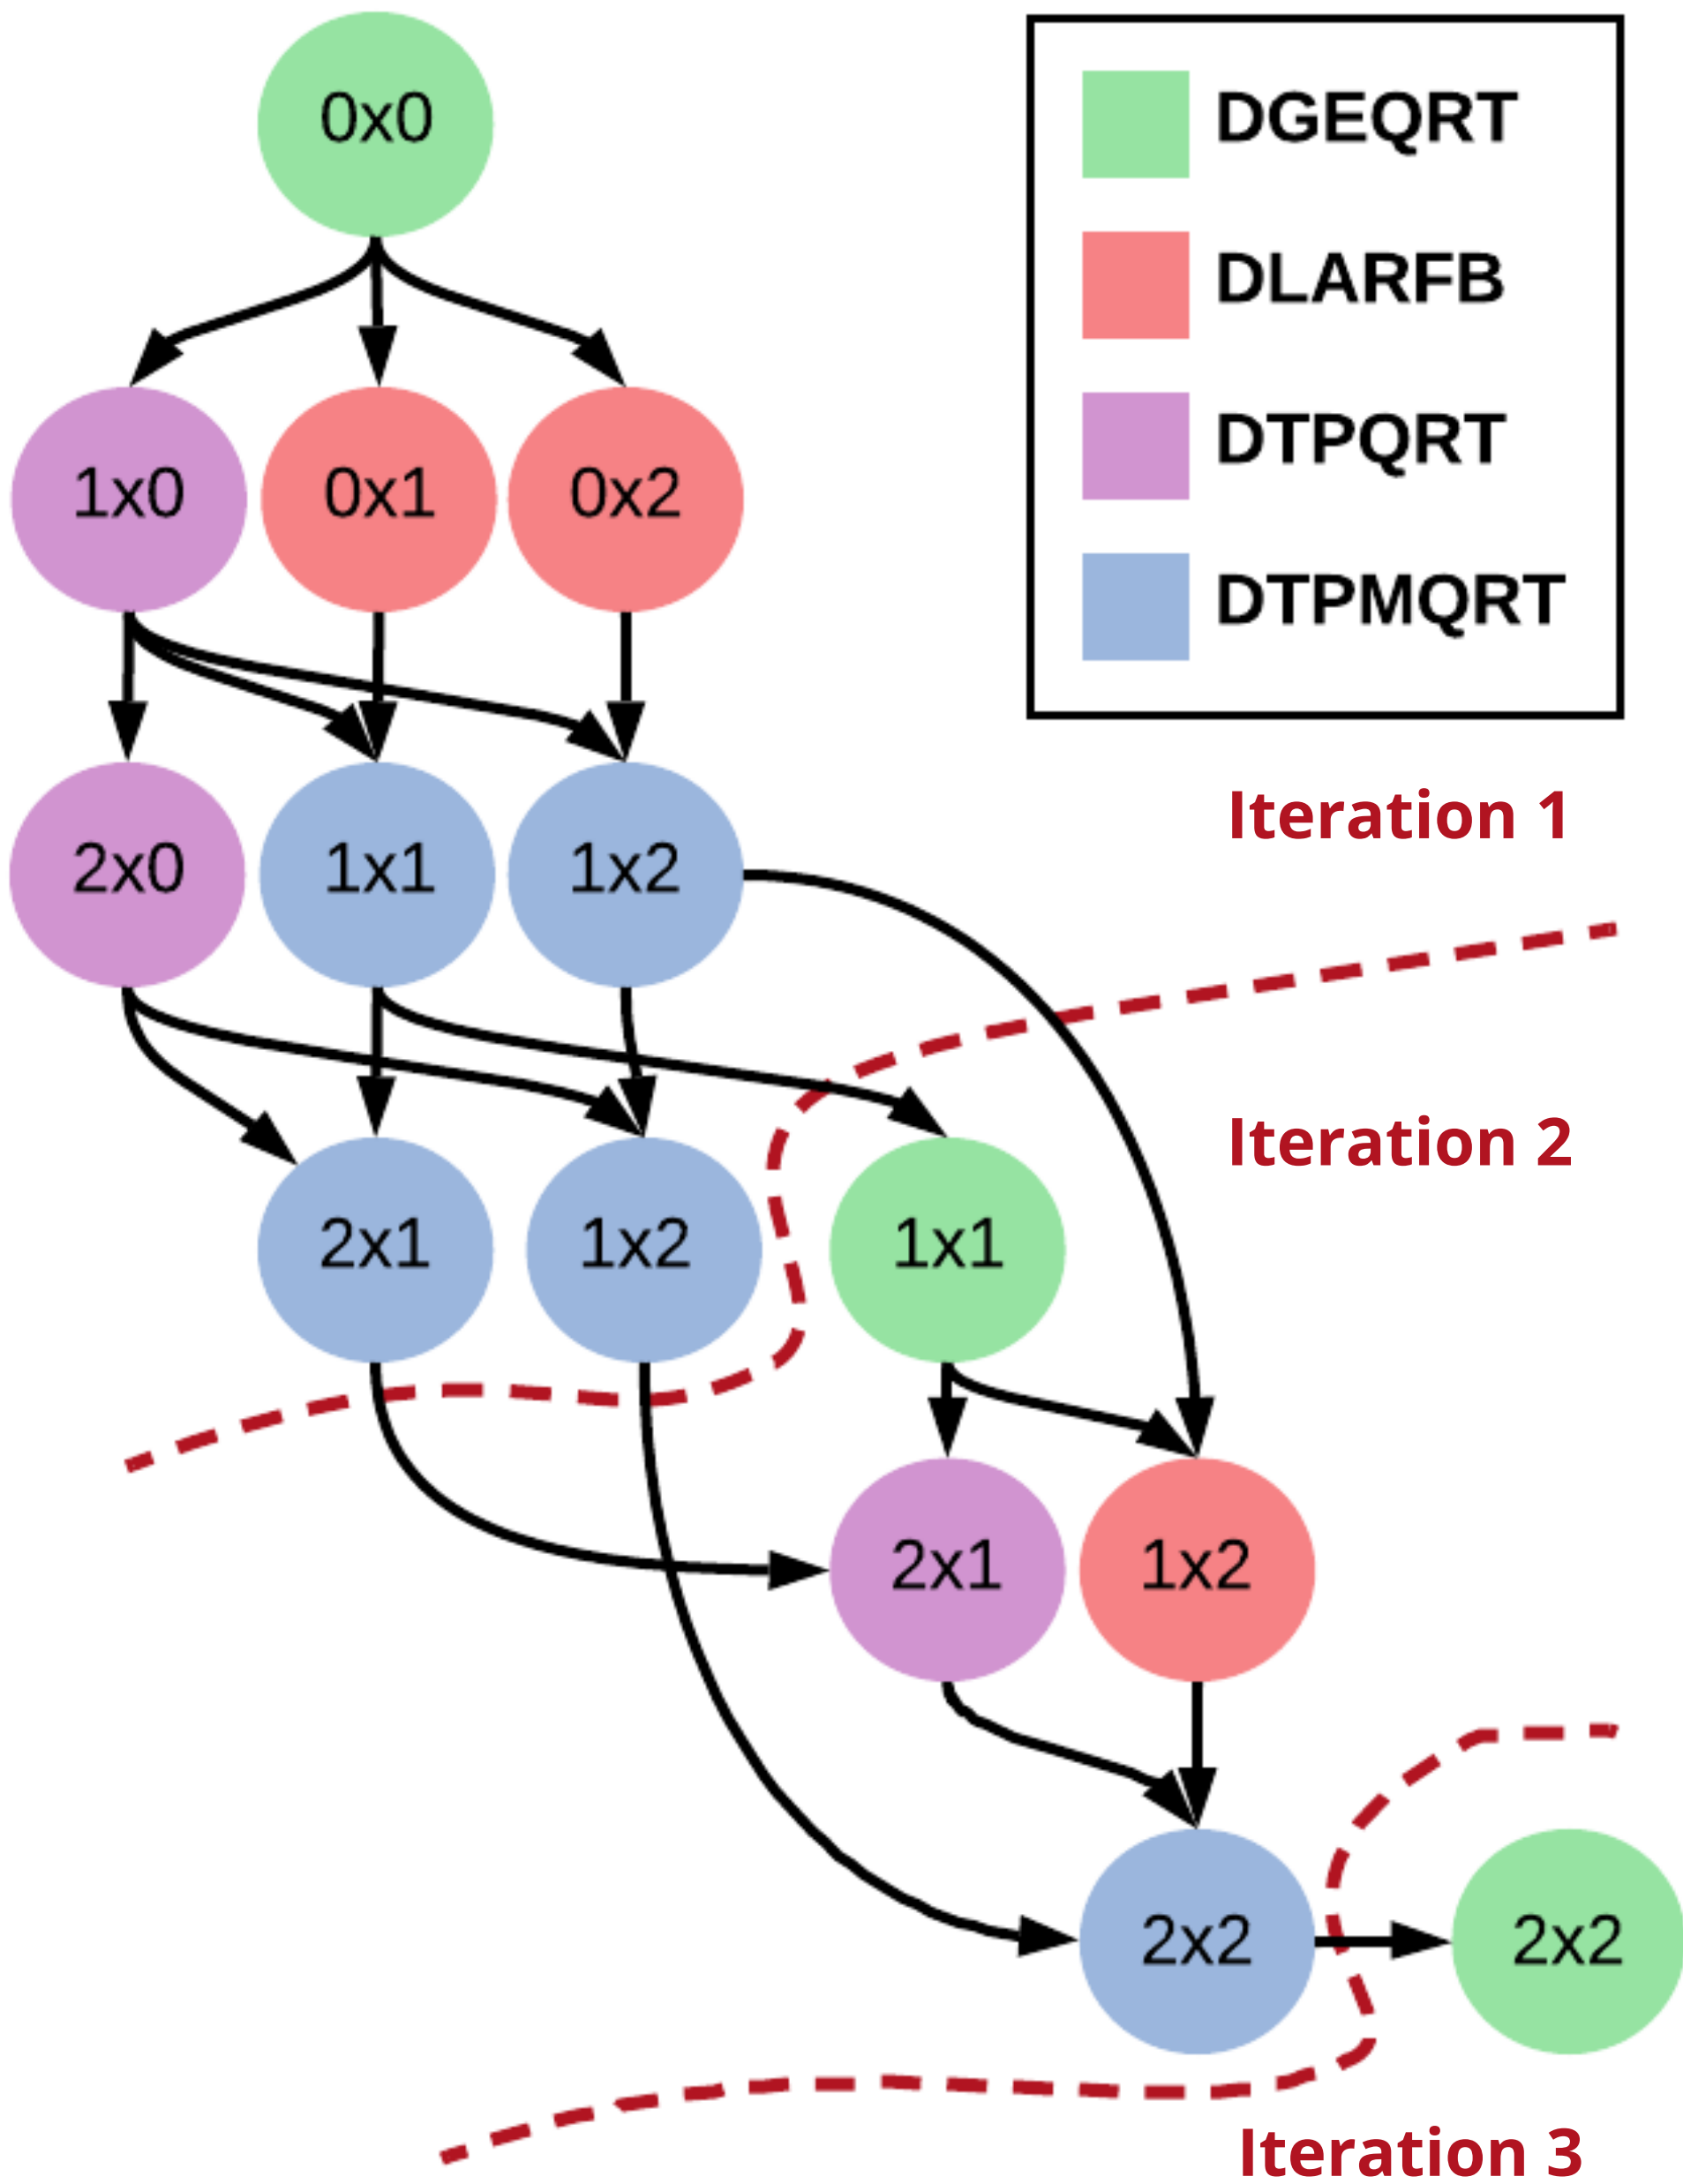 0x0
DGEQRT
DLARFB
DTPQRT
DTPMQRT
1x0 0x1 0x2
Iteration 1
2x0 1x1 1x2
Iteration 2
2x1 1x2 1x1
2x1 1x2
2x2 2x2
Iteration 3